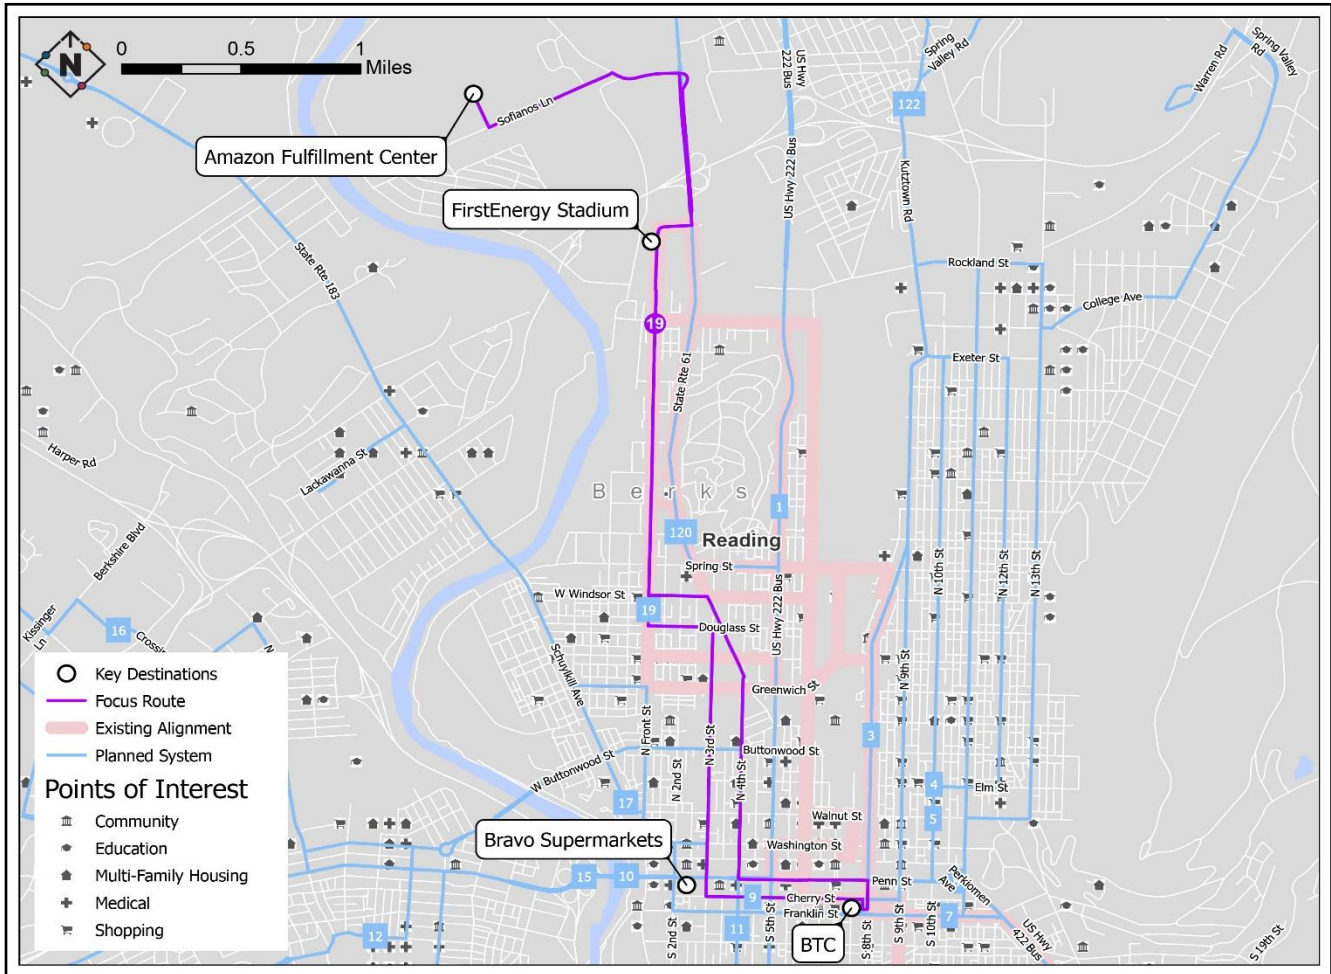 N
0 0.5 1
Miles
Spring Valley Rd
US Hwy 222 Bus
Warren Rd
Spring Valley Rd
122
Sofianos Ln
Amazon Fulfillment Center
US Hwy 222 Bus
Kutztown Rd
FirstEnergy Stadium
State Rte 183
Rockland St
College Ave
19
State Rte 61
Exeter St
Harper Rd
Lackawanna St
Berks
1
120
Reading
Berkshire Blvd
Spring St
N 10th St
N 12th St
N 13th St
W Windsor St
19
Kissinger Ln
16
Douglass St
US Hwy 222 Bus
Schuylkill Ave
N 9th St
Greenwich St
Key Destinations
Focus Route
Existing Alignment
Planned System
Points of Interest
Community
Education
Multi-Family Housing
Medical
Shopping
N Front St
N 3rd St
3
Buttonwood St
W Buttonwood St
N 2nd St
N 4th St
4
Elm St
17
Walnut St
5
Bravo Supermarkets
Washington St
15
10
Penn St
Perkiomen Ave
9
Cherry St
Franklin St
7
12
S 2nd St
11
S 5th St
BTC
S 8th St
S 9th St
S 10th St
US Hwy 422 Bus
S 19th St